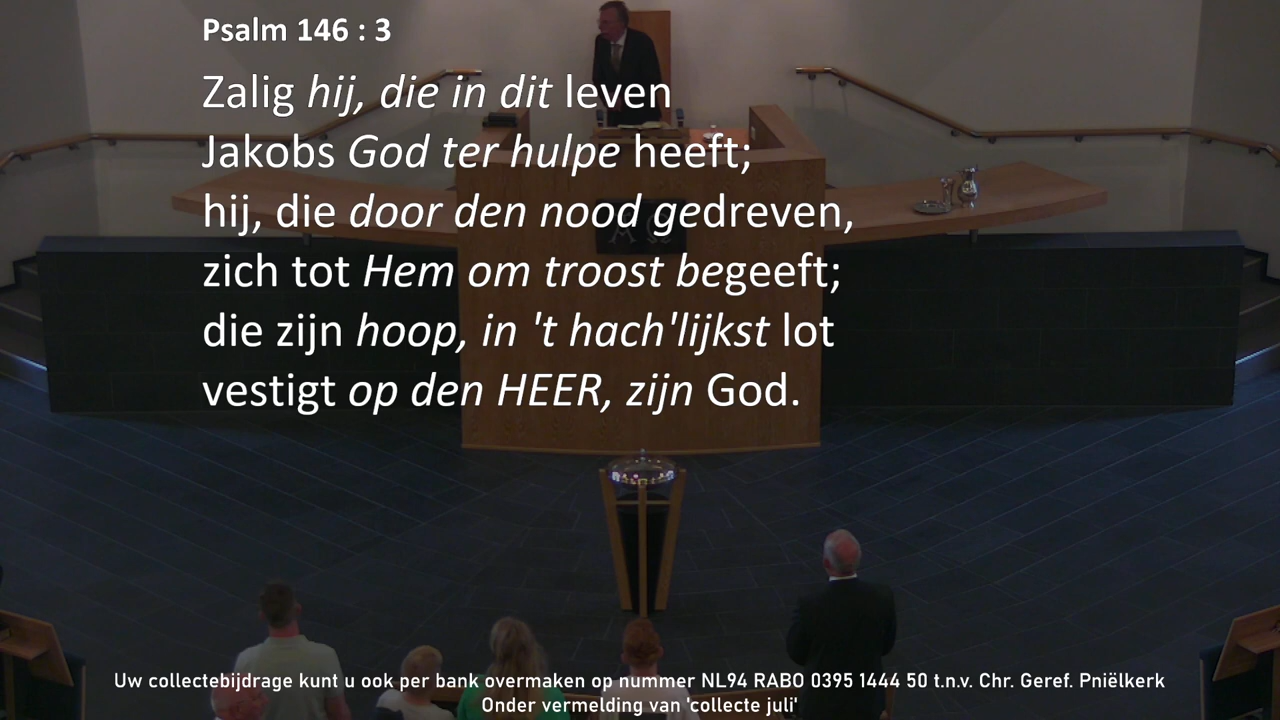 Psalm 146 : 3
Zalig hij, die in dit leven
Jakobs God ter hulpe heeft;
hij, die door den nood gedreven,
zich tot Hem om troost begeeft;
die zijn hoop, in 't hach'lijkst lot
vestigt op den HEER, zijn God.
Α Ω
Uw collectebijdrage kunt u ook per bank overmaken op nummer NL94 RABO 0395 1444 50 t.n.v. Chr. Geref. Pniëlkerk
Onder vermelding van 'collecte juli'